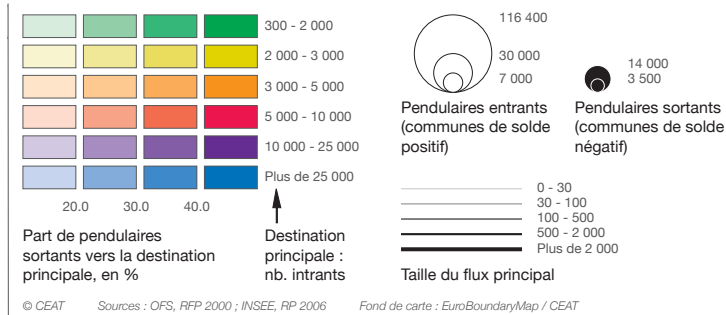 300 - 2 000
2 000 - 3 000
3 000 - 5 000
5 000 - 10 000
10 000 - 25 000
Plus de 25 000
20.0 30.0 40.0
Part de pendulaires
sortants vers la destination
principale, en %
Destination
principale :
nb. intrants
116 400
30 000
7 000
Pendulaires entrants
(communes de solde
positif)
14 000
3 500
Pendulaires sortants
(communes de solde
négatif)
0 - 30
30 - 100
100 - 500
500 - 2 000
Plus de 2 000
Taille du flux principal
© CEAT Sources : OFS, RFP 2000 ; INSEE, RP 2006 Fond de carte : EuroBoundaryMap / CEAT